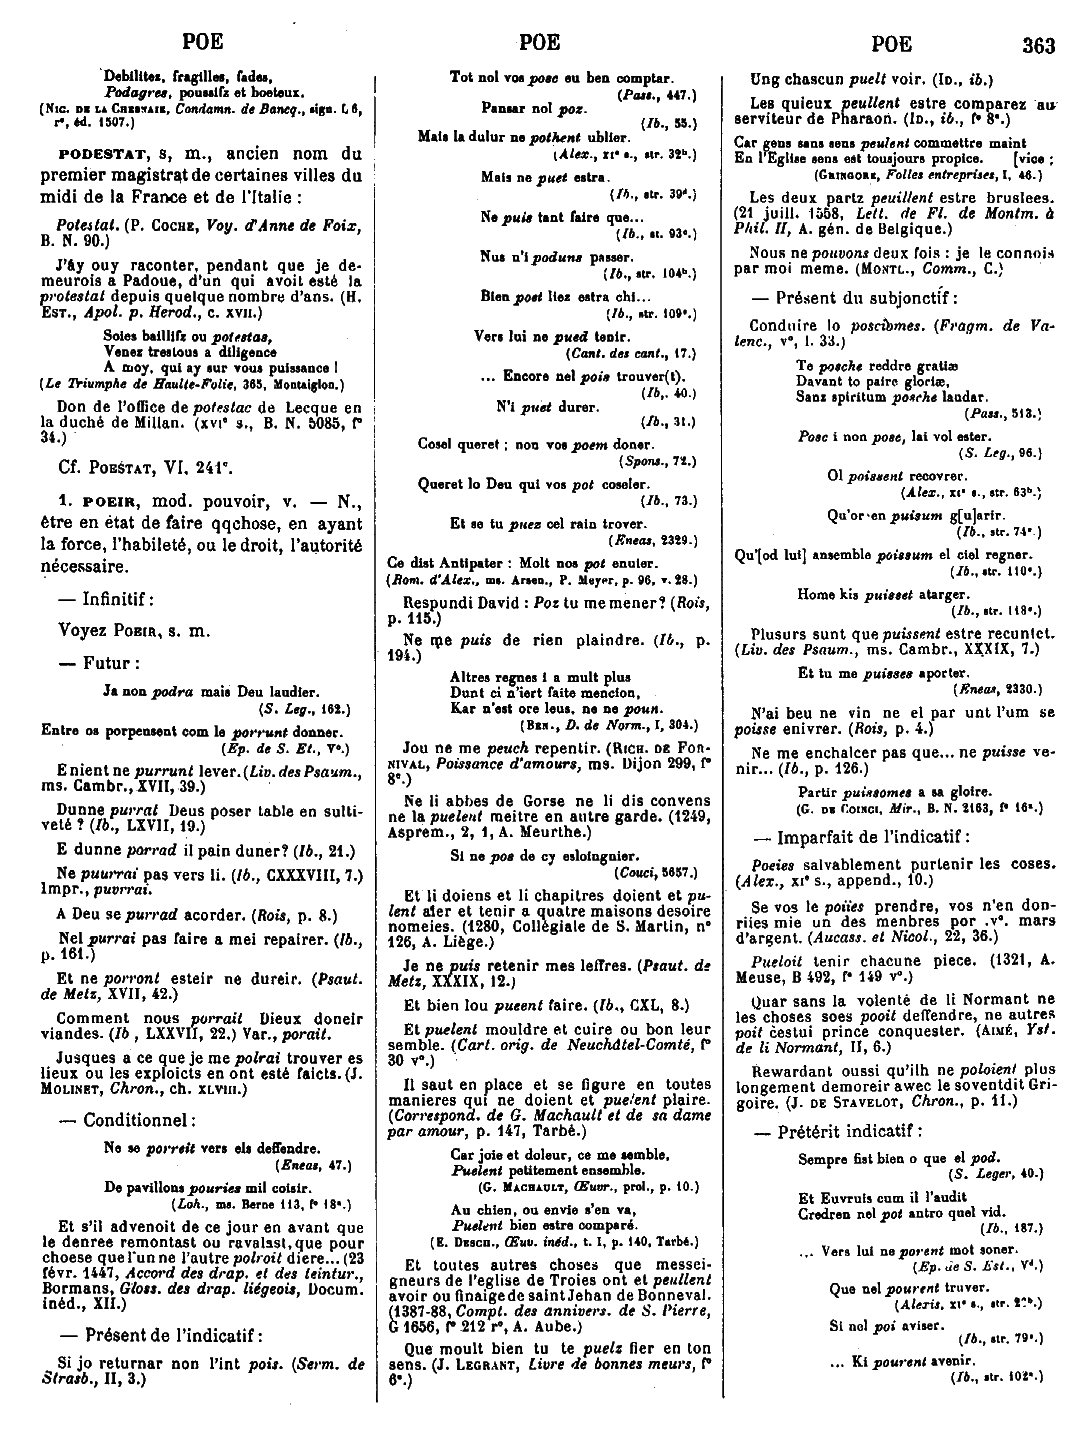 POE
Debilitez, fragilles, fades,
Podagres, poussifz et boeteux.
(Nic. de la Chesnaie, Condamn. de Bancq., sign. L 6,
r°, éd. 1507.)
PODESTAT, s, m., ancien nom du
premier magistrat de certaines villes du
midi de la France et de l'Italie :
Potestat. (P. Coche, Voy. d'Anne de Foix,
B. N. 90.)
J'ây ouy raconter, pendant que je de-
meurois a Padoue, d'un qui avoit esté la
protestat depuis quelque nombre d'ans. (H.
Est., Apol. p. Herod., c. xvii.)
Soies baillifz ou potestas,
Venez trestous a diligence
A moy, qui ay sur vous puissance !
(Le Triumphe de Haulte-Folie, 365, Montaiglon.)
Don de l'office de potestac de Lecque en
la duché de Millan. (xvi° s., B. N. 5085, f°
34.)
Cf. Poestat, VI, 241ᶜ.
1. POEIR, mod. pouvoir, v. — N.,
être en état de faire qqchose, en ayant
la force, l'habileté, ou le droit, l'autorité
nécessaire.
— Infinitif :
Voyez Poeir, s. m.
— Futur :
Ja non podra mais Deu laudier.
(S. Leg., 162.)
Entre os porpensent com le porrunt donner.
(Ep. de S. Et., V°.)
E nient ne purrunt lever. (Liv. des Psaum.,
ms. Cambr., XVII, 39.)
Dunne purrat Deus poser table en sulti-
veté ? (Ib., LXVII, 19.)
E dunne porrad il pain duner? (Ib., 21.)
Ne puurrai pas vers li. (Ib., CXXXVIII, 7.)
Impr., puvrrai.
A Deu se purrad acorder. (Rois, p. 8.)
Nel purrai pas faire a mei repairer. (Ib.,
p. 161.)
Et ne porront esteir ne dureir. (Psaut.
de Metz, XVII, 42.)
Comment nous porrait Dieux doneir
viandes. (Ib, LXXVII, 22.) Var., porait.
Jusques a ce que je me polrai trouver es
lieux ou les exploicts en ont esté faicts. (J.
Molinet, Chron., ch. xlviii.)
— Conditionnel :
Ne se porreit vers els deffendre.
(Eneas, 47.)
De pavillons pouries mil coisir.
(Loh., ms. Berne 113, f° 18ᵃ.)
Et s'il advenoit de ce jour en avant que
le denree remontast ou ravalast, que pour
choese que l'un ne l'autre polroit diere... (23
févr. 1447, Accord des drap. et des teintur.,
Bormans, Gloss. des drap. liégeois, Docum.
inéd., XII.)
— Présent de l'indicatif :
Si jo returnar non l'int pois. (Serm. de
Strasb., II, 3.)
POE
Tot nol vos posc eu ben comptar.
(Pass., 447.)
Pansar nol poz.
(Ib., 55.)
Mais la dulur ne pothent ublier.
(Alex., xi° s., str. 32ᵇ.)
Mais ne puet estra.
(Ib., str. 39ᵈ.)
Ne puis tant faire que...
(Ib., st. 93ᵉ.)
Nus n'i poduns passer.
(Ib., str. 104ᵇ.)
Bien poet liez estra chi...
(Ib., str. 109ᵉ.)
Vers lui ne pued tenir.
(Cant. des cant., 17.)
... Encore nel pois trouver(t).
(Ib,. 40.)
N'i puet durer.
(Ib., 31.)
Cosel queret ; non vos poem doner.
(Spons., 72.)
Queret lo Deu qui vos pot coseler.
(Ib., 73.)
Et se tu puez cel rain trover.
(Eneas, 2329.)
Ce dist Antipater : Molt nos pot enuier.
(Rom. d'Alex., ms. Arsen., P. Meyer, p. 96, v. 28.)
Respundi David : Poz tu me mener? (Rois,
p. 115.)
Ne me puis de rien plaindre. (Ib., p.
194.)
Altres regnes i a mult plus
Dunt ci n'iert faite mencion,
Kar n'est ore leus, ne ne poun.
(Ben., D. de Norm., I, 304.)
Jou ne me peuch repentir. (Rich. de For-
nival, Poissance d'amours, ms. Dijon 299, f°
8ᶜ.)
Ne li abbes de Gorse ne li dis convens
ne la puelent meitre en autre garde. (1249,
Asprem., 2, 1, A. Meurthe.)
Si ne pos de cy esloingnier.
(Couci, 5657.)
Et li doiens et li chapitres doient et pu-
lent aler et tenir a quatre maisons desoire
nomeies. (1280, Collégiale de S. Martin, n°
126, A. Liège.)
Je ne puis retenir mes leffres. (Psaut. de
Metz, XXXIX, 12.)
Et bien lou pueent faire. (Ib., CXL, 8.)
Et puelent mouldre et cuire ou bon leur
semble. (Cart. orig. de Neuchâtel-Comté, f°
30 v°.)
Il saut en place et se figure en toutes
manieres qui ne doient et puelent plaire.
(Correspond. de G. Machault et de sa dame
par amour, p. 147, Tarbé.)
Car joie et doleur, ce me semble,
Puelent petitement ensemble.
(G. Machault, Œuvr., prol., p. 10.)
Au chien, ou envie s'en va,
Puelent bien estre comparé.
(E. Desch., Œuv. inéd., t. I, p. 140, Tarbé.)
Et toutes autres choses que messei-
gneurs de l'eglise de Troies ont et peullent
avoir ou finaige de saint Jehan de Bonneval.
(1387-88, Compt. des annivers. de S. Pierre,
G 1656, f° 212 r°, A. Aube.)
Que moult bien tu te puelz fier en ton
sens. (J. Legrant, Livre de bonnes meurs, f°
6ᵃ.)
POE 363
Ung chascun puelt voir. (Id., ib.)
Les quieux peullent estre comparez au
serviteur de Pharaon. (Id., ib., f° 8ᵉ.)
Car gens sans sens peulent commettre maint
En l'Eglise sens est tousjours propice. [vice ;
(Gringore, Folles entreprises, I, 46.)
Les deux partz peuillent estre bruslees.
(21 juill. 1558, Lett. de Fl. de Montm. à
Phil. II, A. gén. de Belgique.)
Nous ne pouvons deux fois : je le connois
par moi meme. (Montl., Comm., C.)
— Présent du subjonctif :
Conduire lo posciomes. (Fragm. de Va-
lenc., v°, l. 33.)
Te posche reddre gratiæ
Davant to paire gloriæ,
Sanz spiritum posche laudar.
(Pass., 513.)
Posc i non posc, lai vol ester.
(S. Leg., 96.)
Ol poissent recovrer.
(Alex., xi° s., str. 63ᵇ.)
Qu'or en puisum g[u]arir.
(Ib., str. 74ᵉ.)
Qu'[od lui] ansemble poissum el ciel regner.
(Ib., str. 110ᵉ.)
Home kis puisset atarger.
(Ib., str. 118ᵉ.)
Plusurs sunt que puissent estre recuntet.
(Liv. des Psaum., ms. Cambr., XXXIX, 7.)
Et tu me puisses aporter.
(Eneas, 2330.)
N'ai beu ne vin ne el par unt l'um se
poisse enivrer. (Rois, p. 4.)
Ne me enchalcer pas que... ne puisse ve-
nir... (Ib., p. 126.)
Partir puissomes a sa gloire.
(G. de Coinci, Mir., B. N. 2163, f° 16ᵃ.)
— Imparfait de l'indicatif :
Poeies salvablement purtenir les coses.
(Alex., xi° s., append., 10.)
Se vos le poiies prendre, vos n'en don-
riies mie un des menbres por .v°. mars
d'argent. (Aucass. et Nicol., 22, 36.)
Pueloit tenir chacune piece. (1321, A.
Meuse, B 492, f° 149 v°.)
Quar sans la volenté de li Normant ne
les choses soes pooit deffendre, ne autres
poit cestui prince conquester. (Aimé, Yst.
de li Normant, II, 6.)
Rewardant oussi qu'ilh ne poloient plus
longement demoreir awec le soventdit Gri-
goire. (J. de Stavelot, Chron., p. 11.)
— Prétérit indicatif :
Sempre fist bien o que el pod.
(S. Leger, 40.)
Et Euvruis cum il l'audit
Credren nel pot antro quel vid.
(Ib., 187.)
... Vers lui ne porent mot soner.
(Ep. de S. Est., Vᵈ.)
Que nel pourent truver.
(Alexis, xi° s., str.
Si nol poi aviser.
(Ib., str. 79ᵉ.)
... Ki pourent avenir.
(Ib., str. 102ᵉ.)